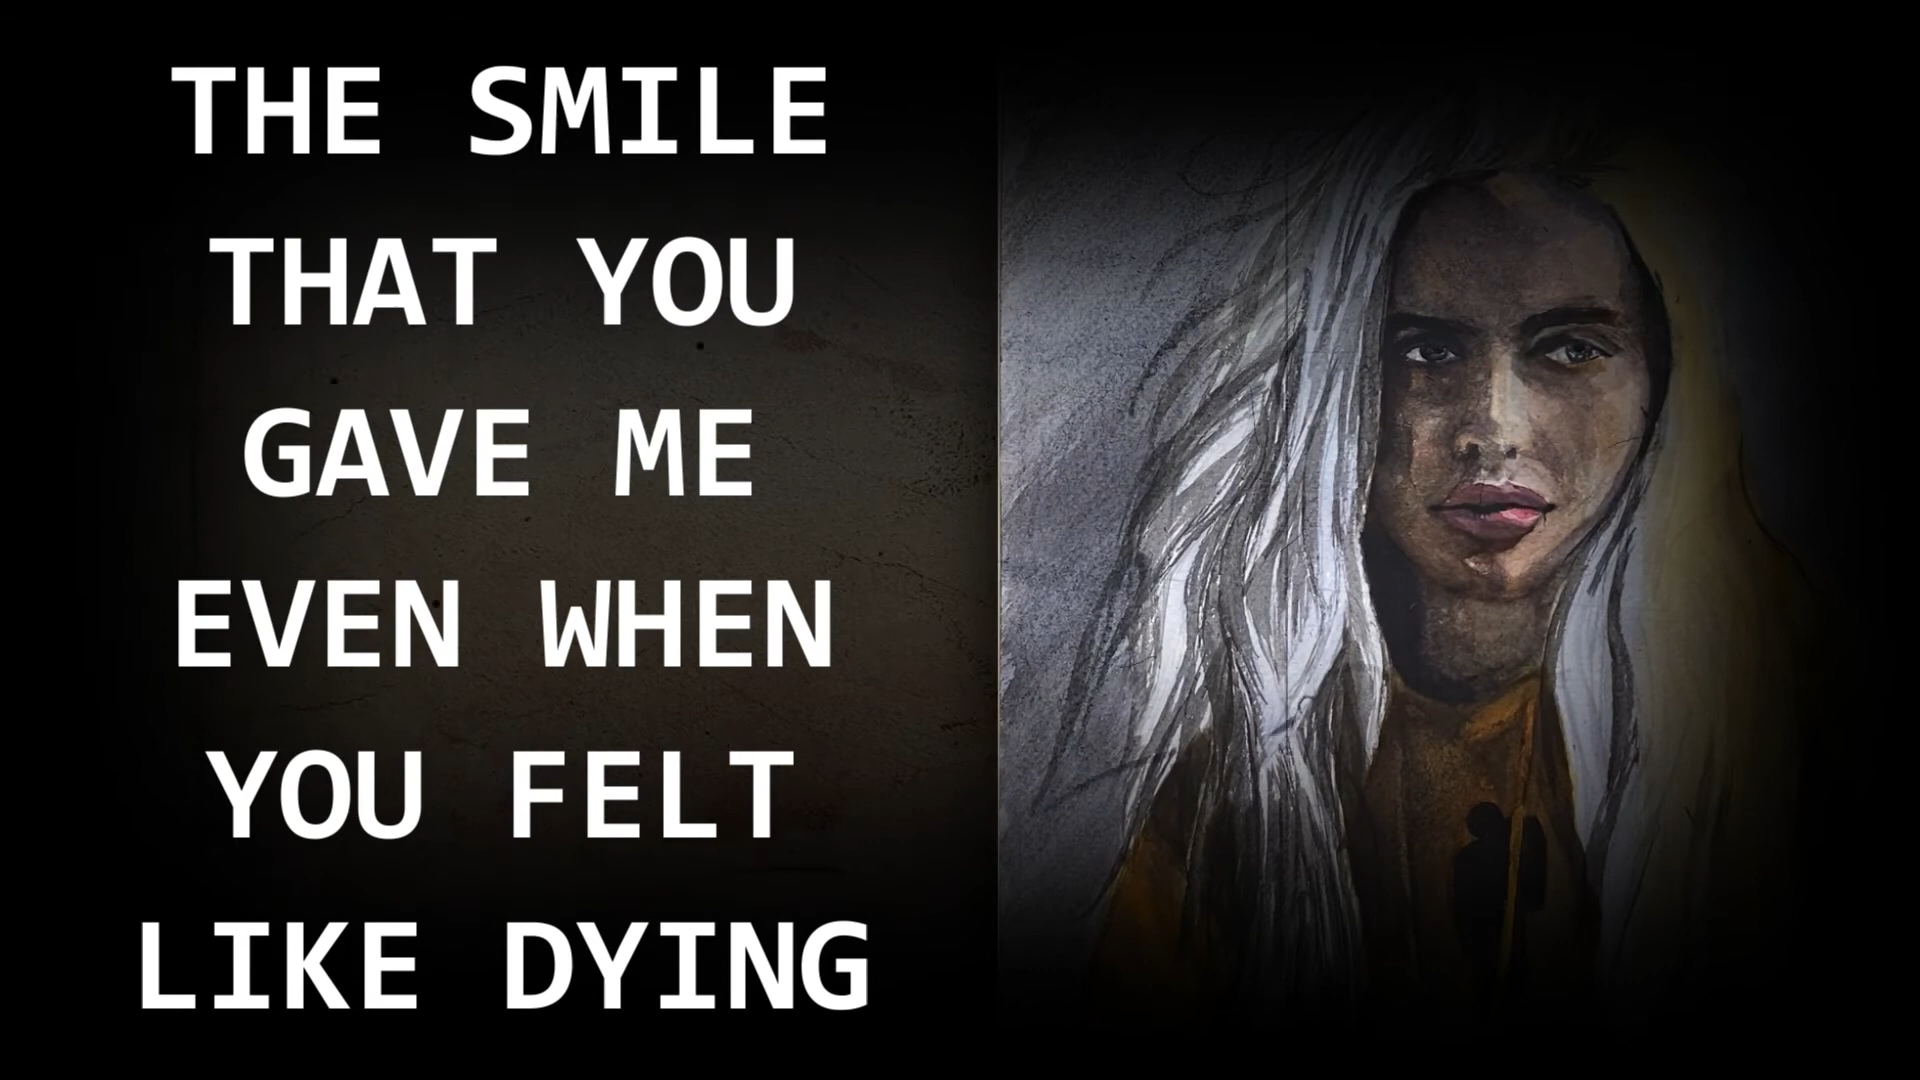 THE SMILE
THAT YOU
GAVE ME
EVEN WHEN
YOU FELT
LIKE DYING